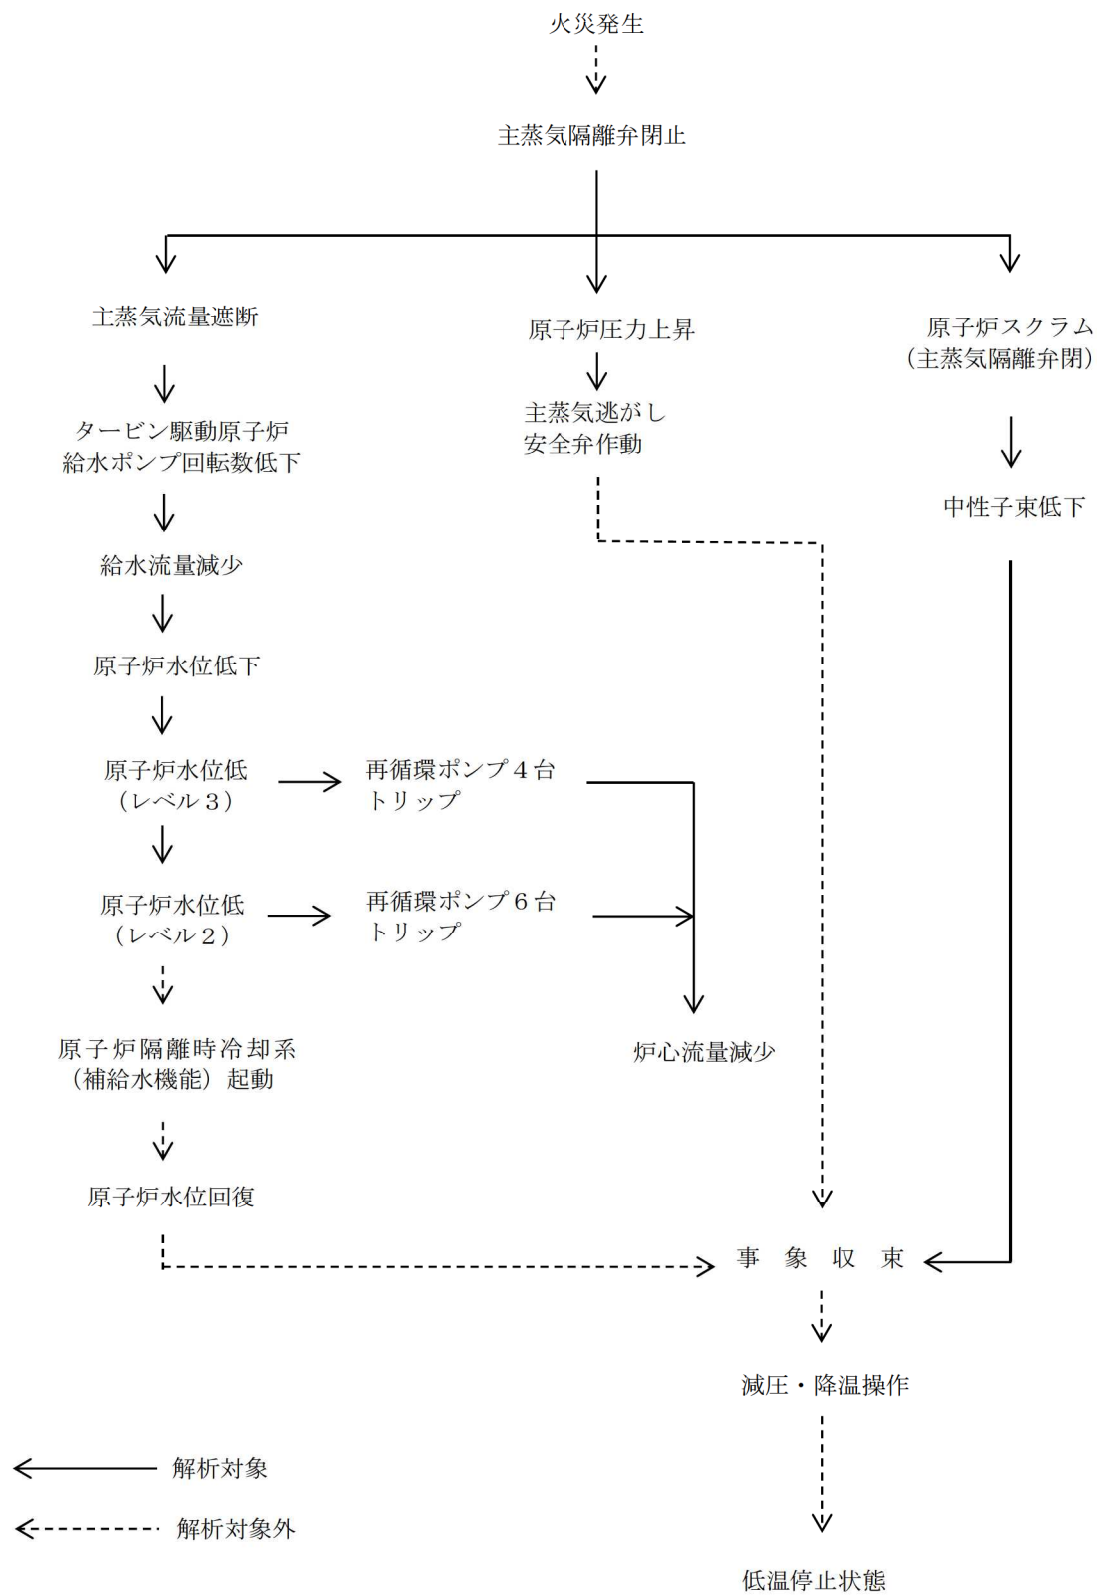 火災発生
主蒸気隔離弁閉止
主蒸気流量遮断
原子炉圧力上昇
原子炉スクラム
（主蒸気隔離弁閉）
タービン駆動原子炉
給水ポンプ回転数低下
主蒸気逃がし
安全弁作動
中性子束低下
給水流量減少
原子炉水位低下
原子炉水位低
（レベル３）
再循環ポンプ４台
トリップ
原子炉水位低
（レベル２）
再循環ポンプ６台
トリップ
原子炉隔離時冷却系
（補給水機能）起動
炉心流量減少
原子炉水位回復
事　象　収　束
減圧・降温操作
解析対象
解析対象外
低温停止状態